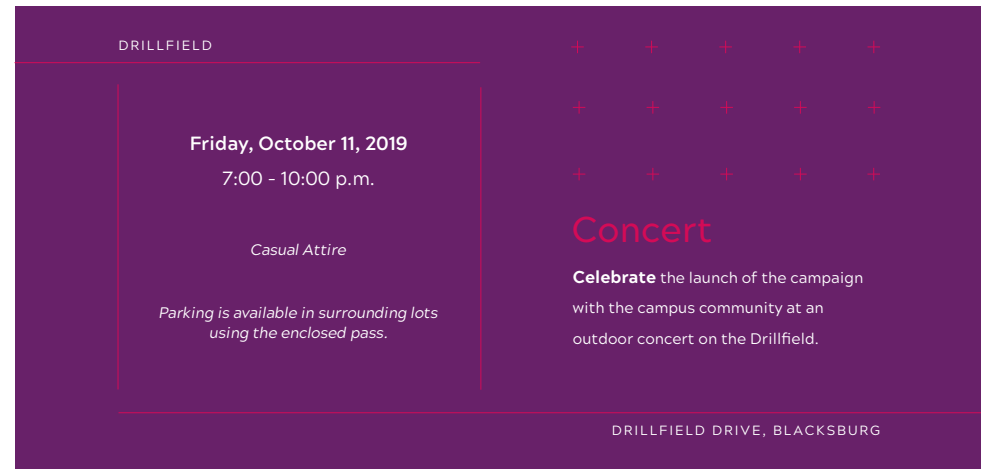 DRILLFIELD
Friday, October 11, 2019
7:00 – 10:00 p.m.
Casual Attire
Parking is available in surrounding lots
using the enclosed pass.
Concert
Celebrate the launch of the campaign
with the campus community at an
outdoor concert on the Drillfield.
DRILLFIELD DRIVE, BLACKSBURG